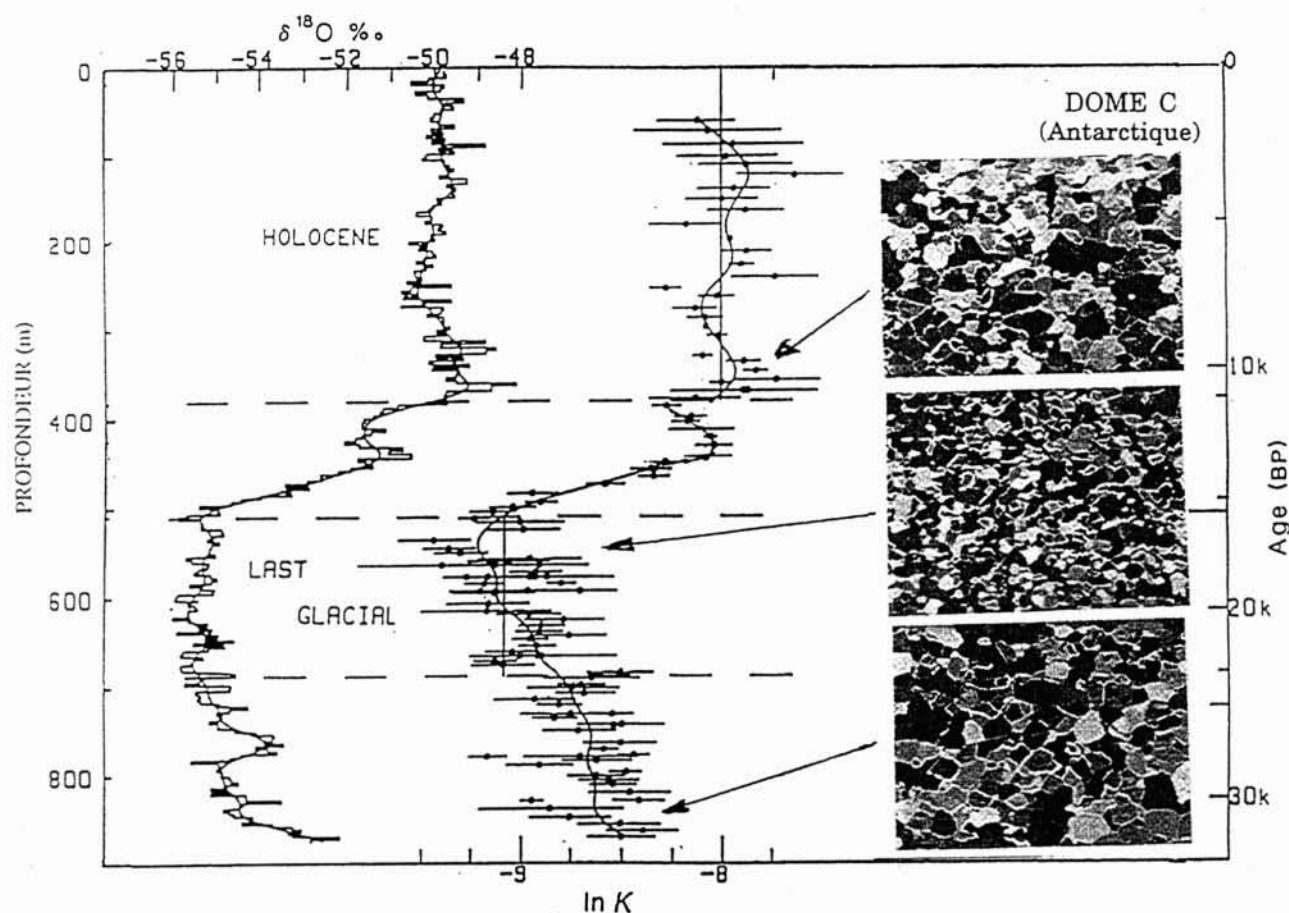 δ ¹⁸O ‰
-56 -54 -52 -50 -48
0
200
400
600
800
PROFONDEUR (m)
HOLOCENE
LAST
GLACIAL
DOME C
(Antarctique)
0
10k
20k
30k
Age (BP)
-9 -8
ln K